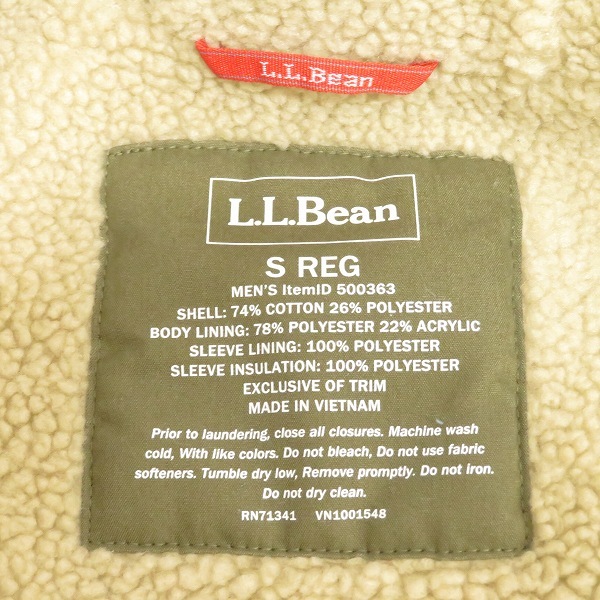 L.L.Bean
L.L.Bean
S REG
MEN'S ItemID 500363
SHELL: 74% COTTON 26% POLYESTER
BODY LINING: 78% POLYESTER 22% ACRYLIC
SLEEVE LINING: 100% POLYESTER
SLEEVE INSULATION: 100% POLYESTER
EXCLUSIVE OF TRIM
MADE IN VIETNAM
Prior to laundering, close all closures. Machine wash
cold, With like colors. Do not bleach, Do not use fabric
softeners. Tumble dry low, Remove promptly. Do not iron.
Do not dry clean.
RN71341 VN1001548